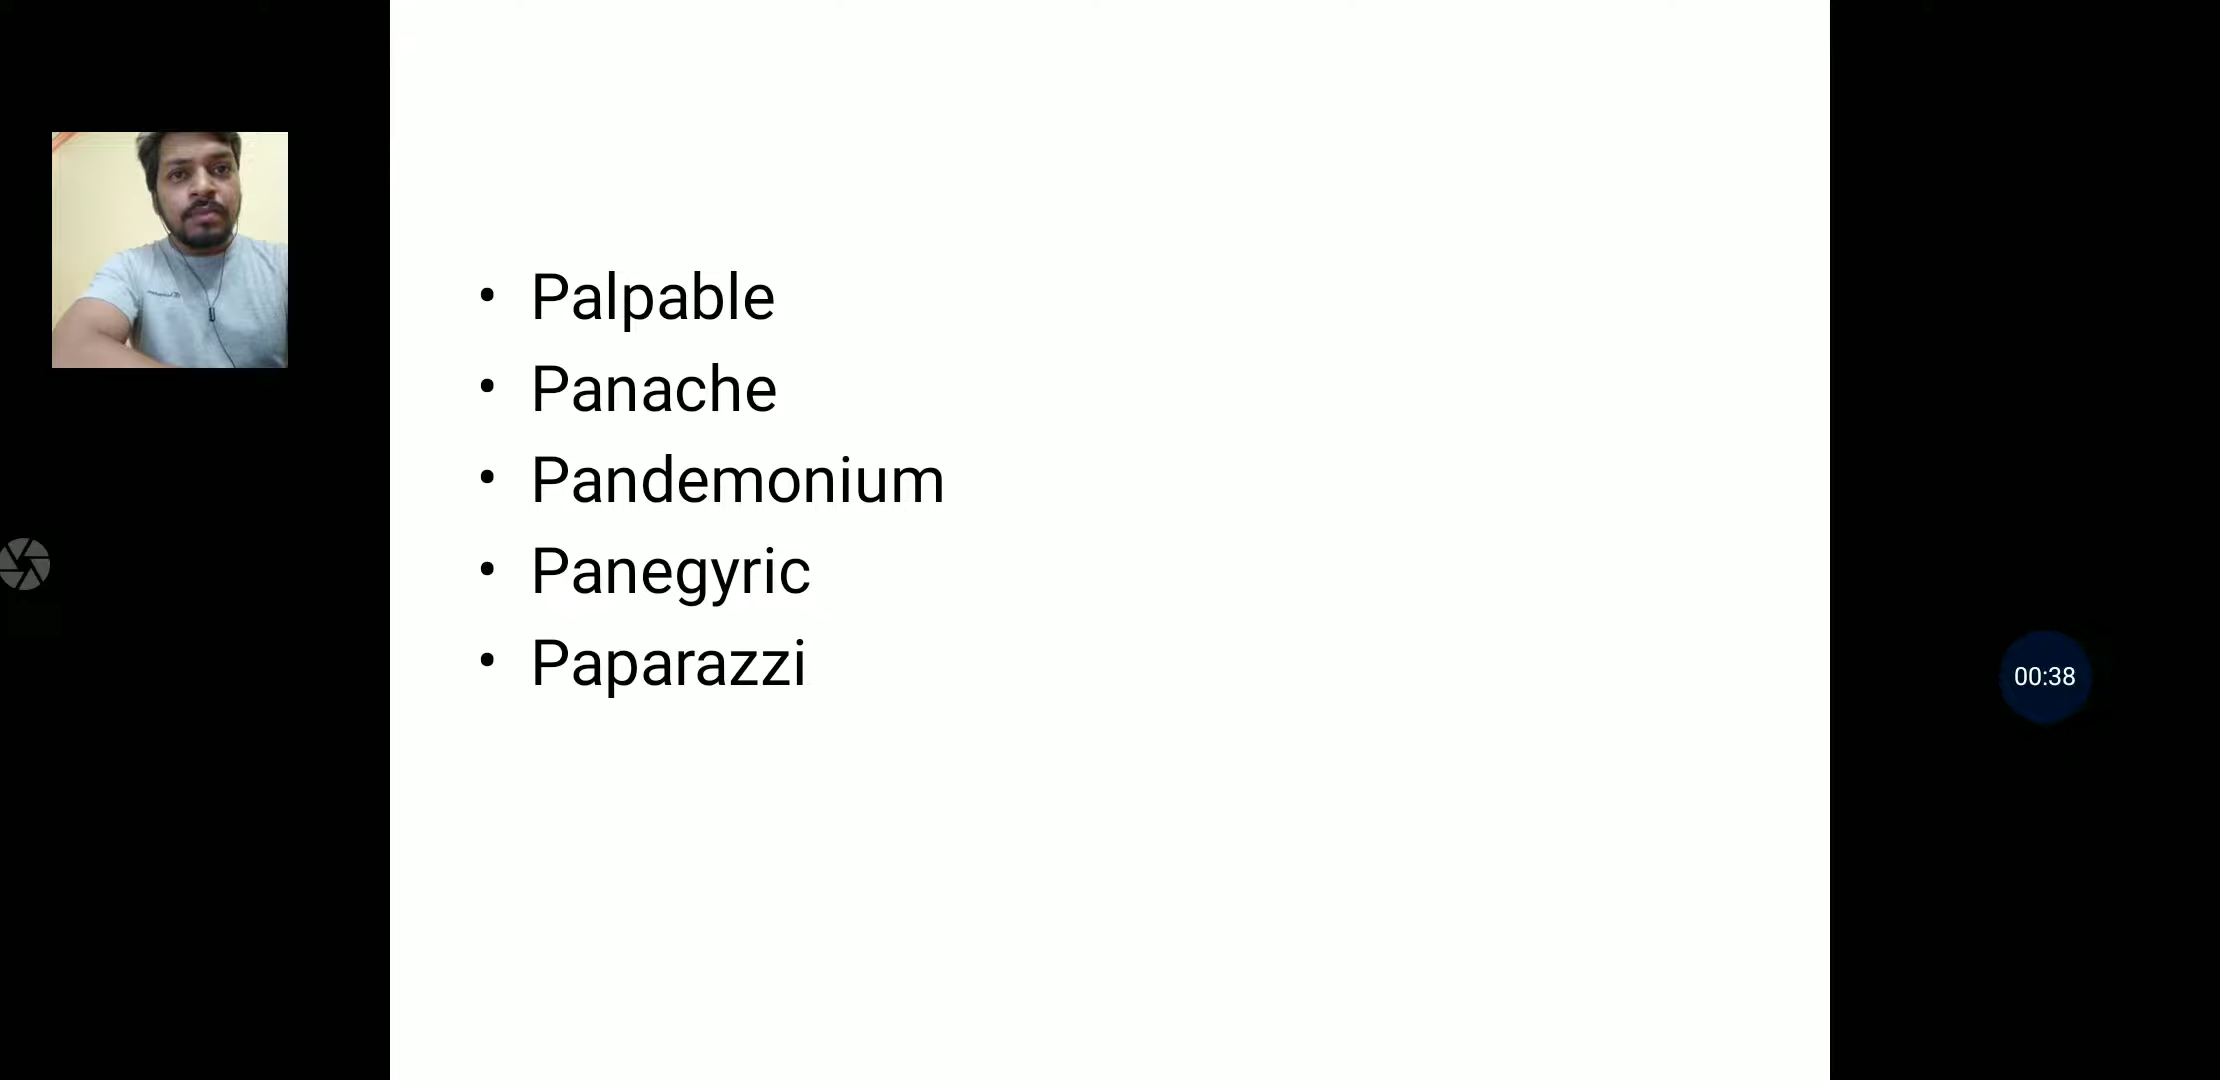 • Palpable
• Panache
• Pandemonium
• Panegyric
• Paparazzi
00:38